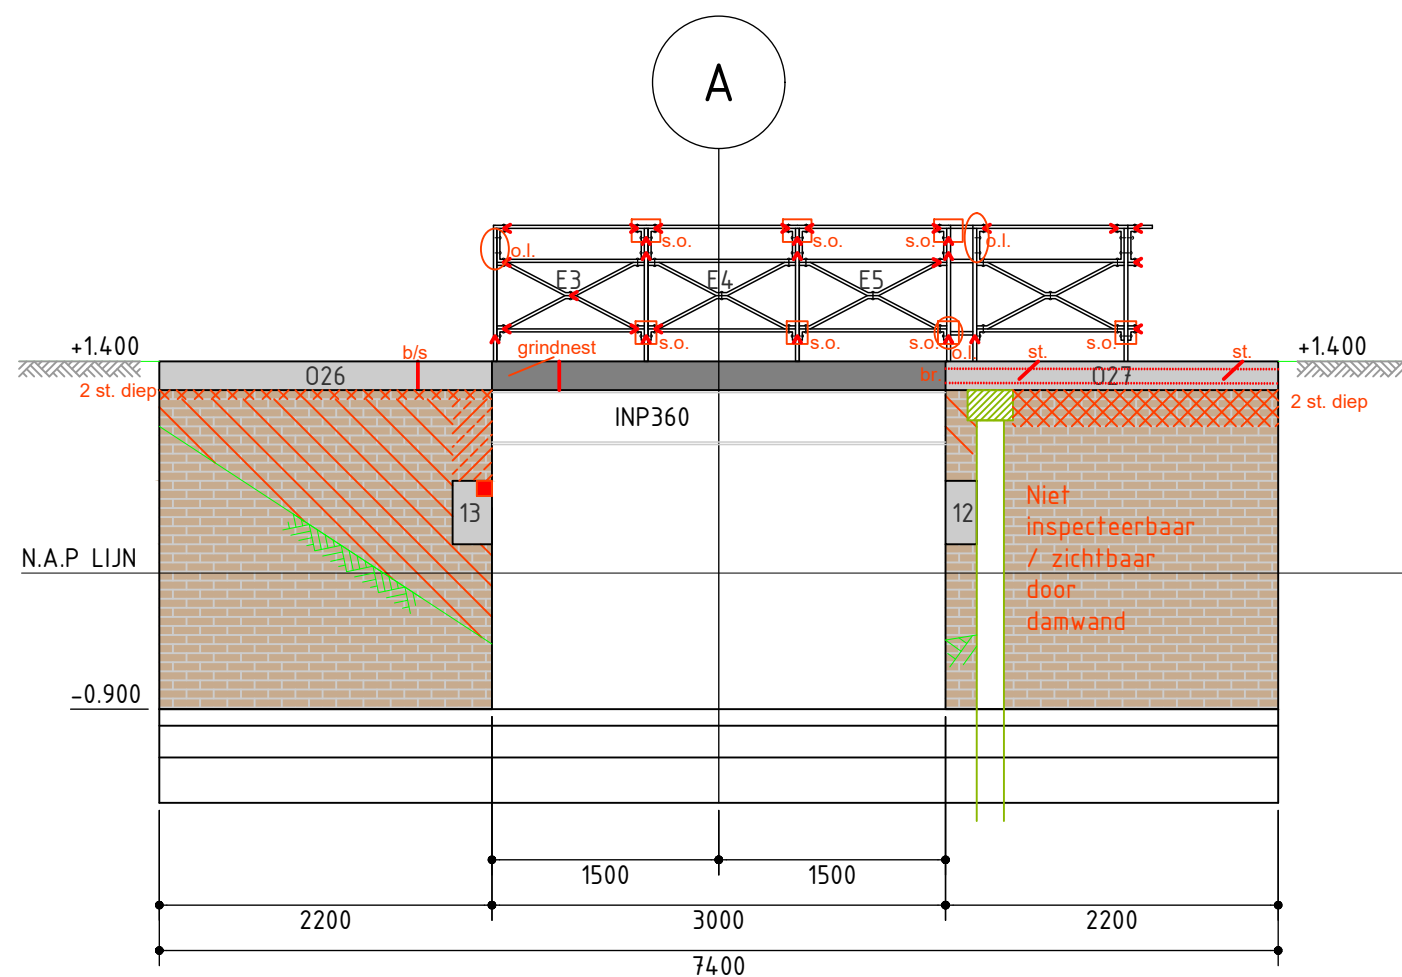 A
o.l.
s.o.
s.o.
s.o.
o.l.
E3
E4
E5
s.o.
s.o.
s.o.
o.l.
s.o.
+1.400
b/s
grindnest
st.
st.
+1.400
026
br.
027
2 st. diep
2 st. diep
INP360
13
12
Niet
inspecteerbaar
/ zichtbaar
door
damwand
N.A.P LIJN
-0.900
1500
1500
2200
3000
2200
7400